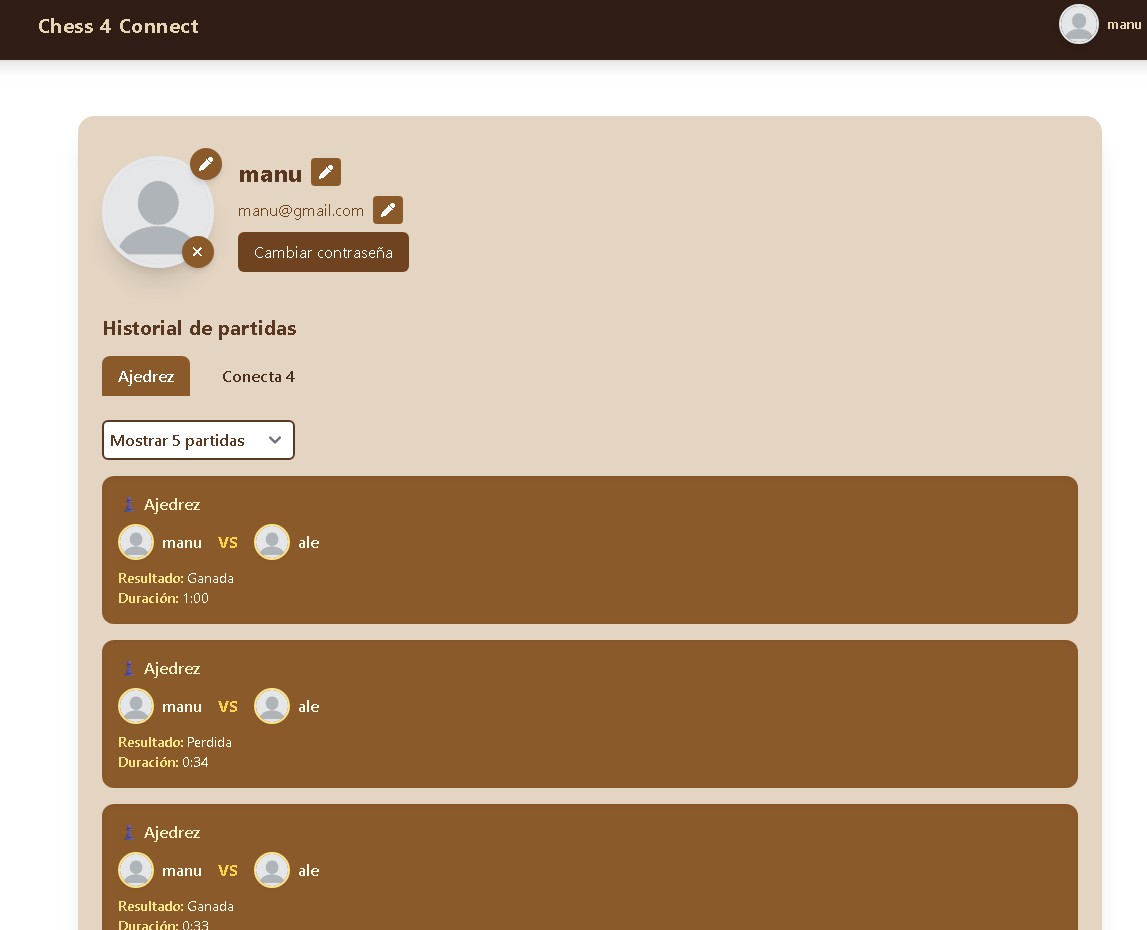 Chess 4 Connect
manu
manu
manu@gmail.com
Cambiar contraseña
Historial de partidas
Ajedrez Conecta 4
Mostrar 5 partidas
Ajedrez
manu VS ale
Resultado: Ganada
Duración: 1:00
Ajedrez
manu VS ale
Resultado: Perdida
Duración: 0:34
Ajedrez
manu VS ale
Resultado: Ganada
Duración: 0:33